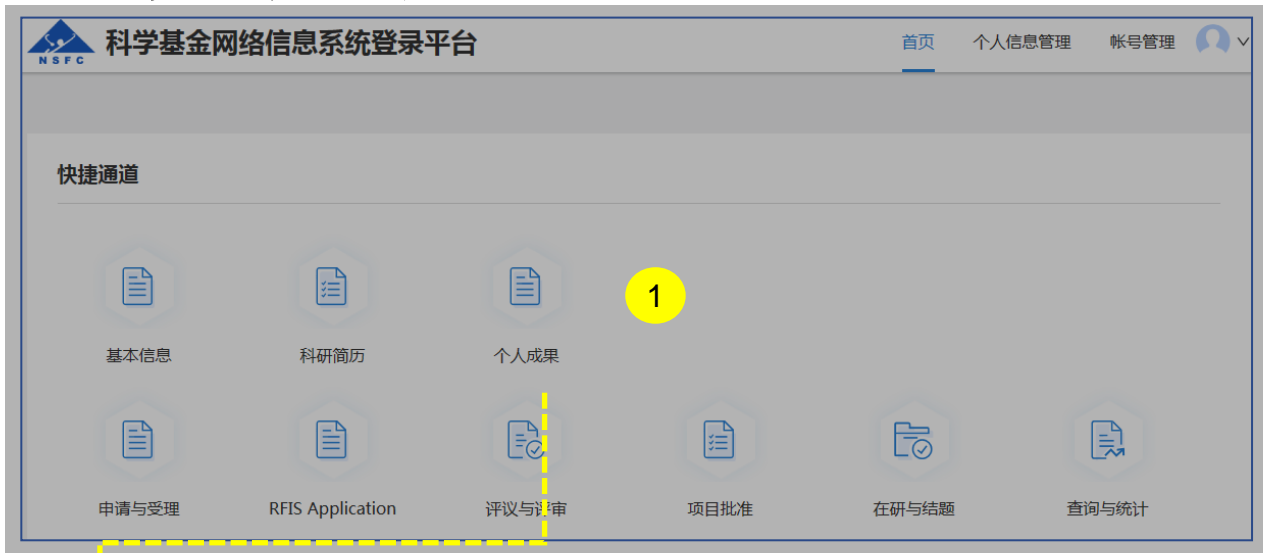 NSFC 科学基金网络信息系统登录平台 首页 个人信息管理 帐号管理
快捷通道
1
基本信息 科研简历 个人成果
申请与受理 RFIS Application 评议与评审 项目批准 在研与结题 查询与统计